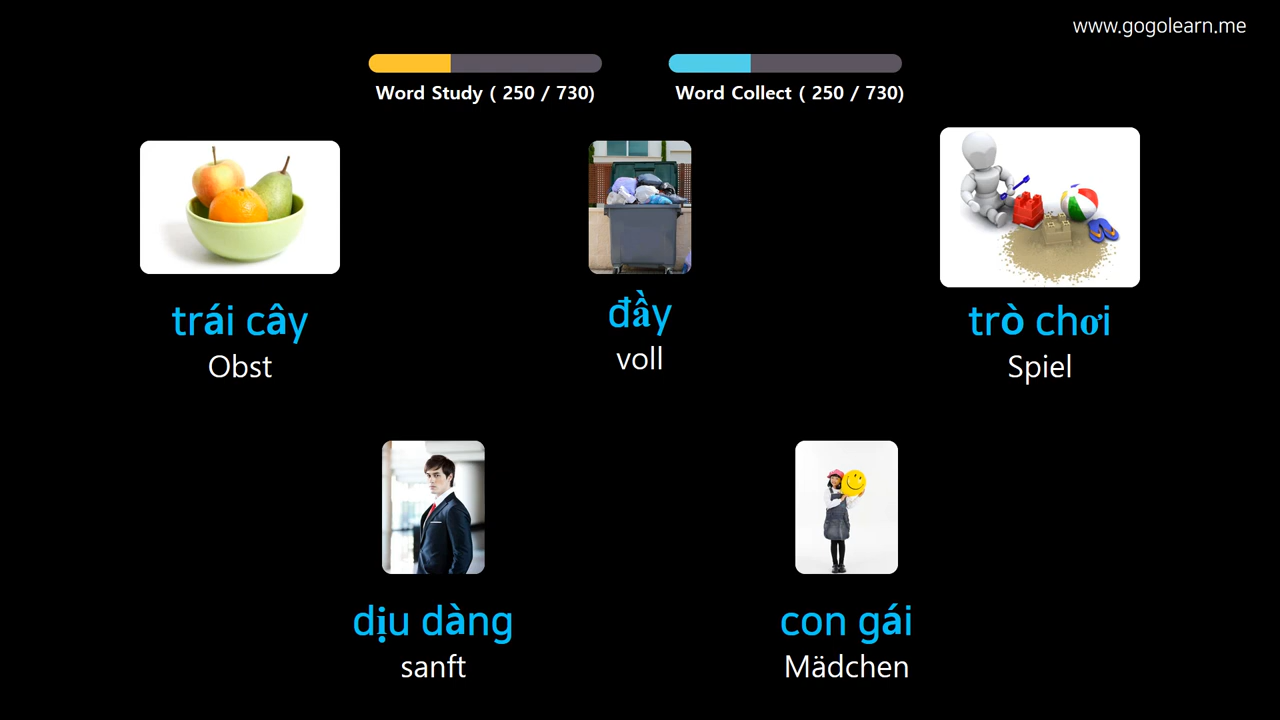 www.gogolearn.me
Word Study ( 250 / 730)
Word Collect ( 250 / 730)
trái cây
Obst
đầy
voll
trò chơi
Spiel
dịu dàng
sanft
con gái
Mädchen